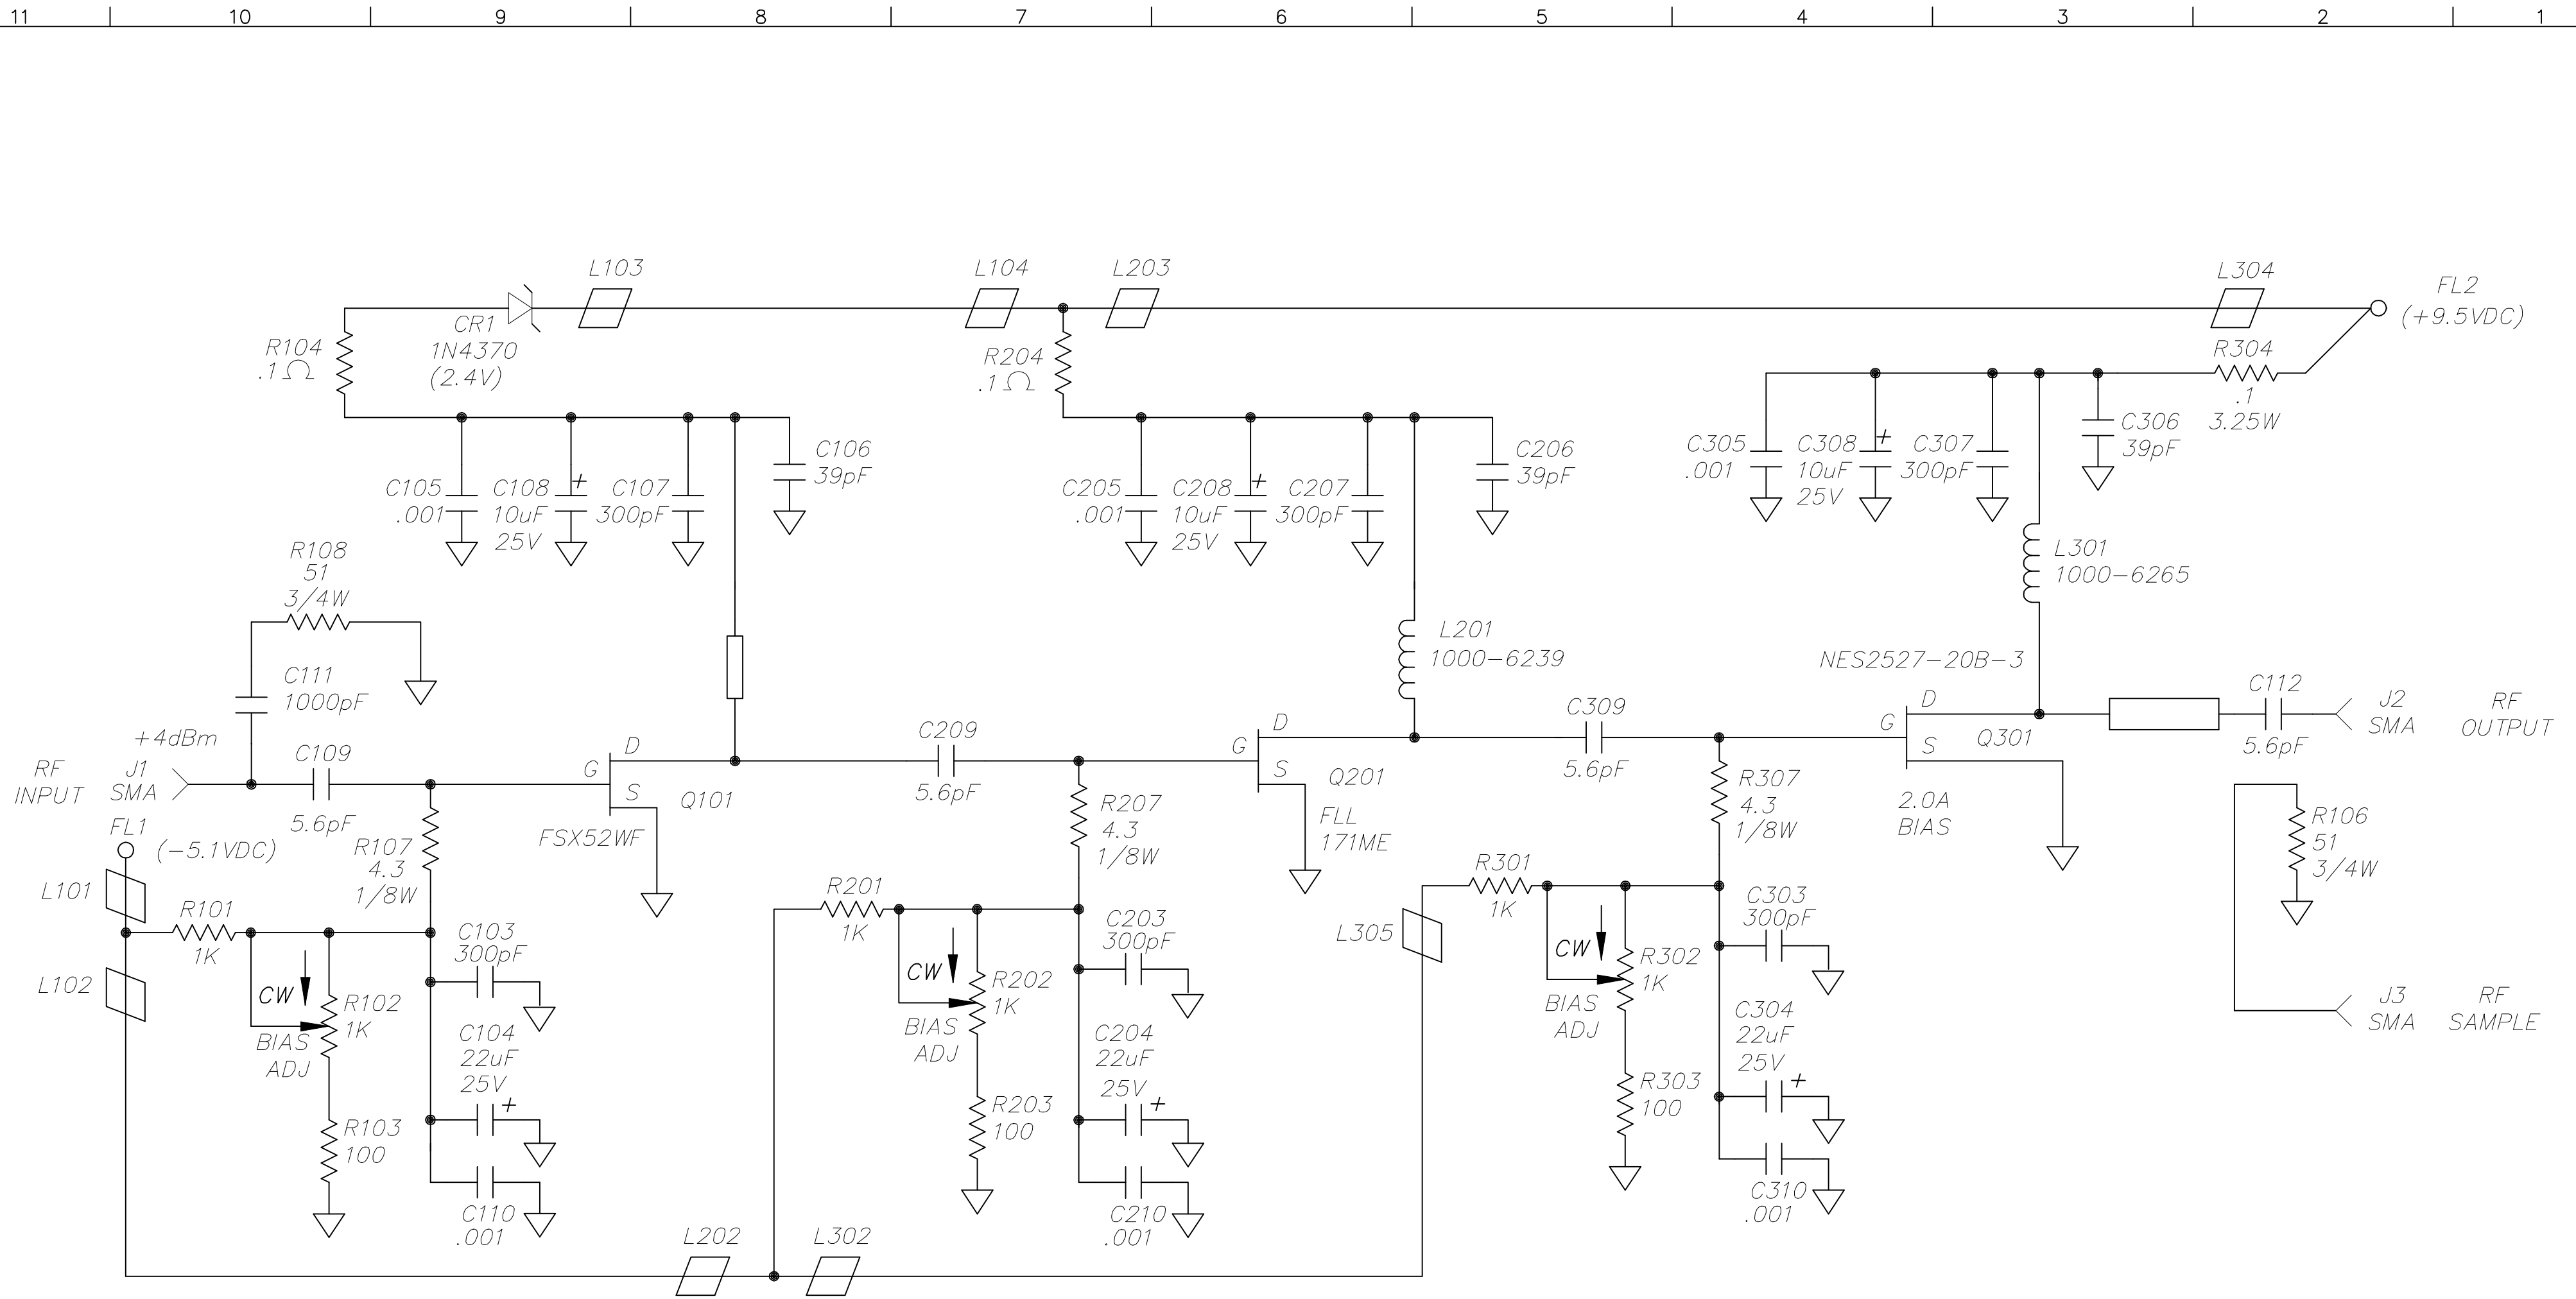 11 10 9 8 7 6 5 4 3 2 1
L103
L104
L203
L304
FL2
(+9.5VDC)
CR1
1N4370
(2.4V)
R104
.1Ω
R204
.1Ω
R304
.1
3.25W
C105
.001
C108
+
10uF
25V
C107
300pF
C106
39pF
C205
.001
C208
+
10uF
25V
C207
300pF
C206
39pF
C305
.001
C308
+
10uF
25V
C307
300pF
C306
39pF
R108
51
3/4W
C111
1000pF
L201
1000-6239
L301
1000-6265
NES2527-20B-3
+4dBm
RF
INPUT
J1
SMA
C109
5.6pF
G
D
S
Q101
FSX52WF
C209
5.6pF
G
D
S
Q201
FLL
171ME
C309
5.6pF
G
D
S
Q301
2.0A
BIAS
C112
5.6pF
J2
SMA
RF
OUTPUT
FL1
(-5.1VDC)
L101
L102
R107
4.3
1/8W
R101
1K
CW
R102
1K
BIAS
ADJ
R103
100
C103
300pF
C104
22uF
25V
+
C110
.001
R207
4.3
1/8W
R201
1K
CW
R202
1K
BIAS
ADJ
R203
100
C203
300pF
C204
22uF
25V
+
C210
.001
R307
4.3
1/8W
R301
1K
L305
CW
R302
1K
BIAS
ADJ
R303
100
C303
300pF
C304
22uF
25V
+
C310
.001
R106
51
3/4W
J3
SMA
RF
SAMPLE
L202
L302